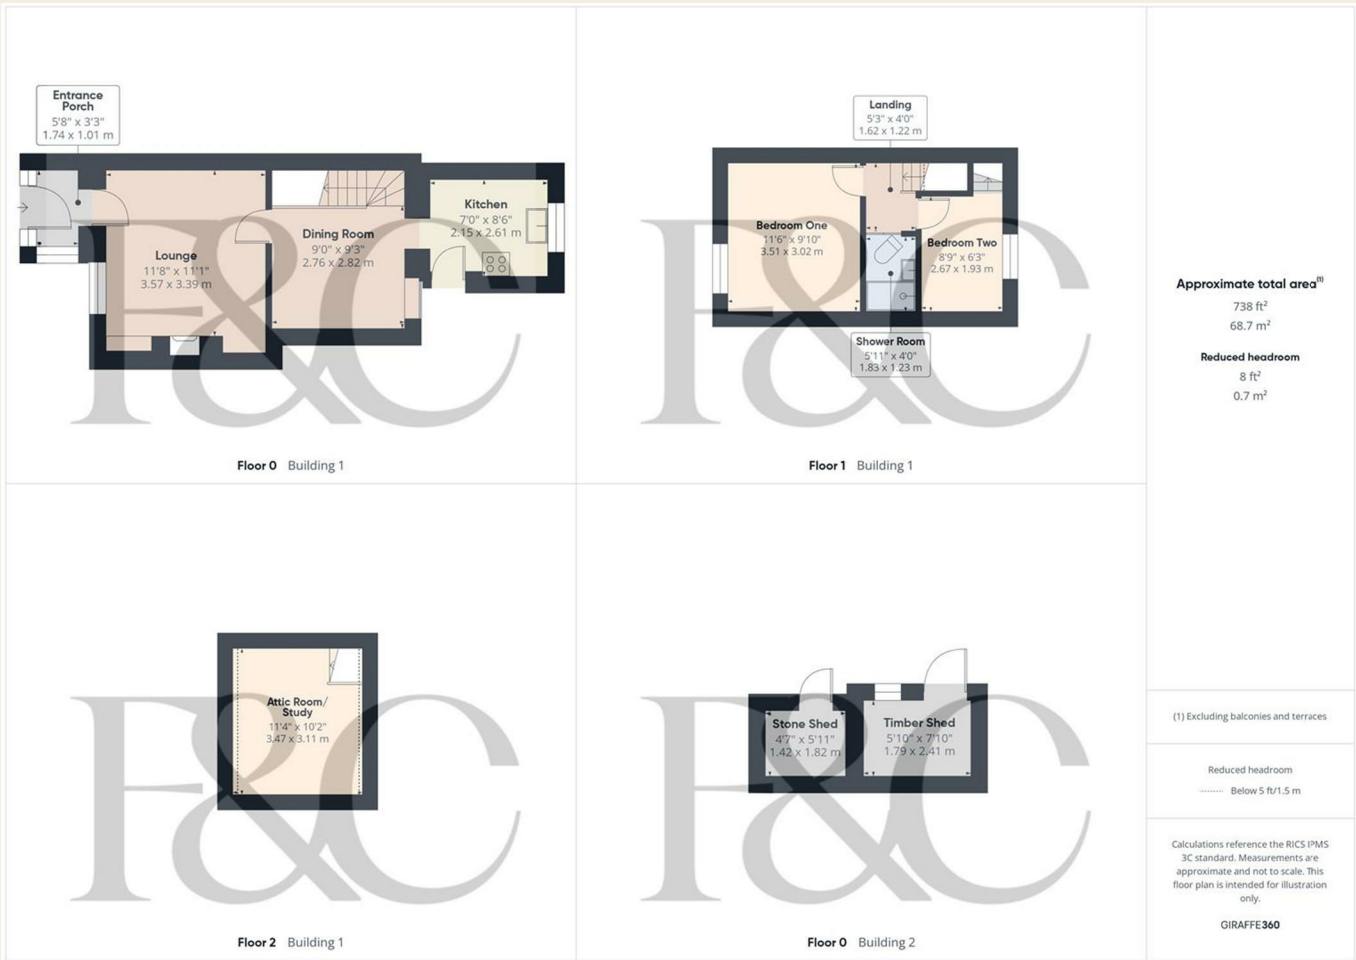 Entrance
Porch
5'8" x 3'3"
1.74 x 1.01 m
Lounge
11'8" x 11'1"
3.57 x 3.39 m
Dining Room
9'0" x 9'3"
2.76 x 2.82 m
Kitchen
7'0" x 8'6"
2.15 x 2.61 m
F&C
Floor 0 Building 1
Landing
5'3" x 4'0"
1.62 x 1.22 m
Bedroom One
11'6" x 9'10"
3.51 x 3.02 m
Bedroom Two
8'9" x 6'3"
2.67 x 1.93 m
Shower Room
5'11" x 4'0"
1.83 x 1.23 m
F&C
Floor 1 Building 1
Attic Room/
Study
11'4" x 10'2"
3.47 x 3.11 m
F&C
Floor 2 Building 1
Stone Shed
4'7" x 5'11"
1.42 x 1.82 m
Timber Shed
5'10" x 7'10"
1.79 x 2.41 m
F&C
Floor 0 Building 2
Approximate total area(1)
738 ft²
68.7 m²
Reduced headroom
8 ft²
0.7 m²
(1) Excluding balconies and terraces
Reduced headroom
Below 5 ft/1.5 m
Calculations reference the RICS IPMS
3C standard. Measurements are
approximate and not to scale. This
floor plan is intended for illustration
only.
GIRAFFE360